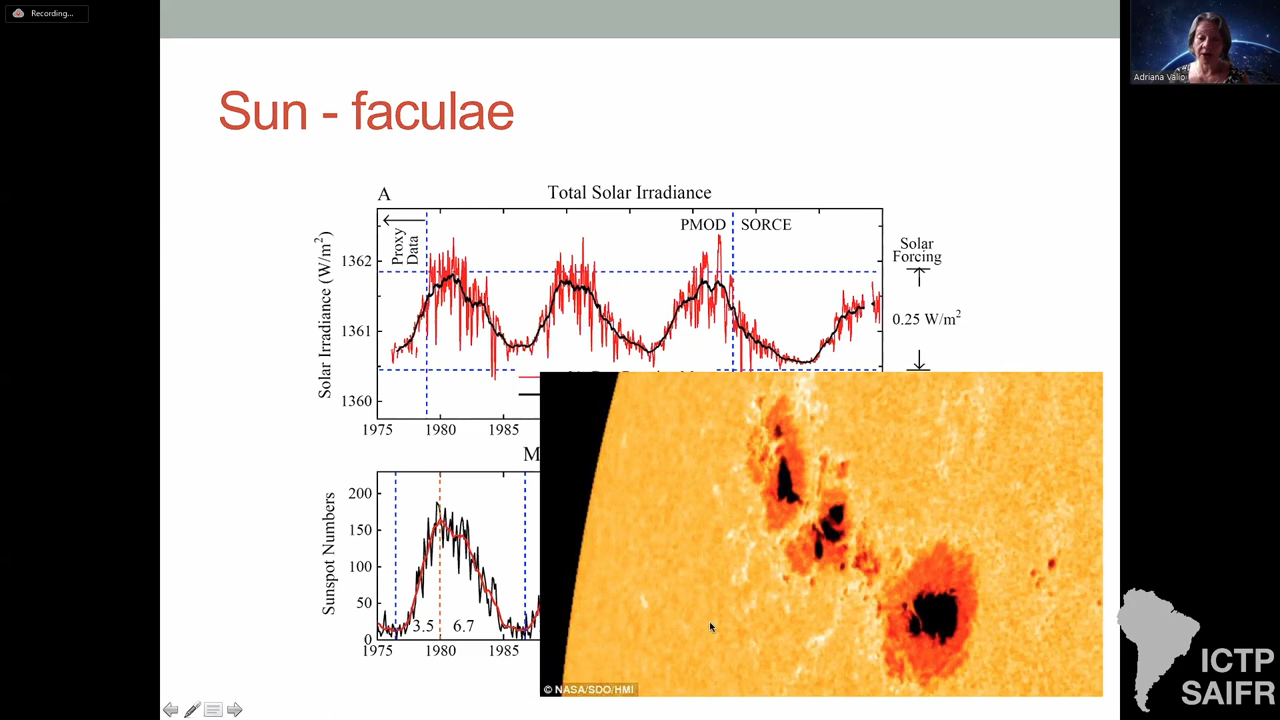 Recording...
Adriana Valio
Sun - faculae
A
Total Solar Irradiance
Proxy
Data
PMOD
SORCE
Solar
Forcing
0.25 W/m²
Solar Irradiance (W/m²)
1362
1361
1360
1975
1980
1985
M
Sunspot Numbers
200
150
100
50
0
3.5
6.7
1975
1980
198
© NASA/SDO/HMI
ICTP
SAIFR